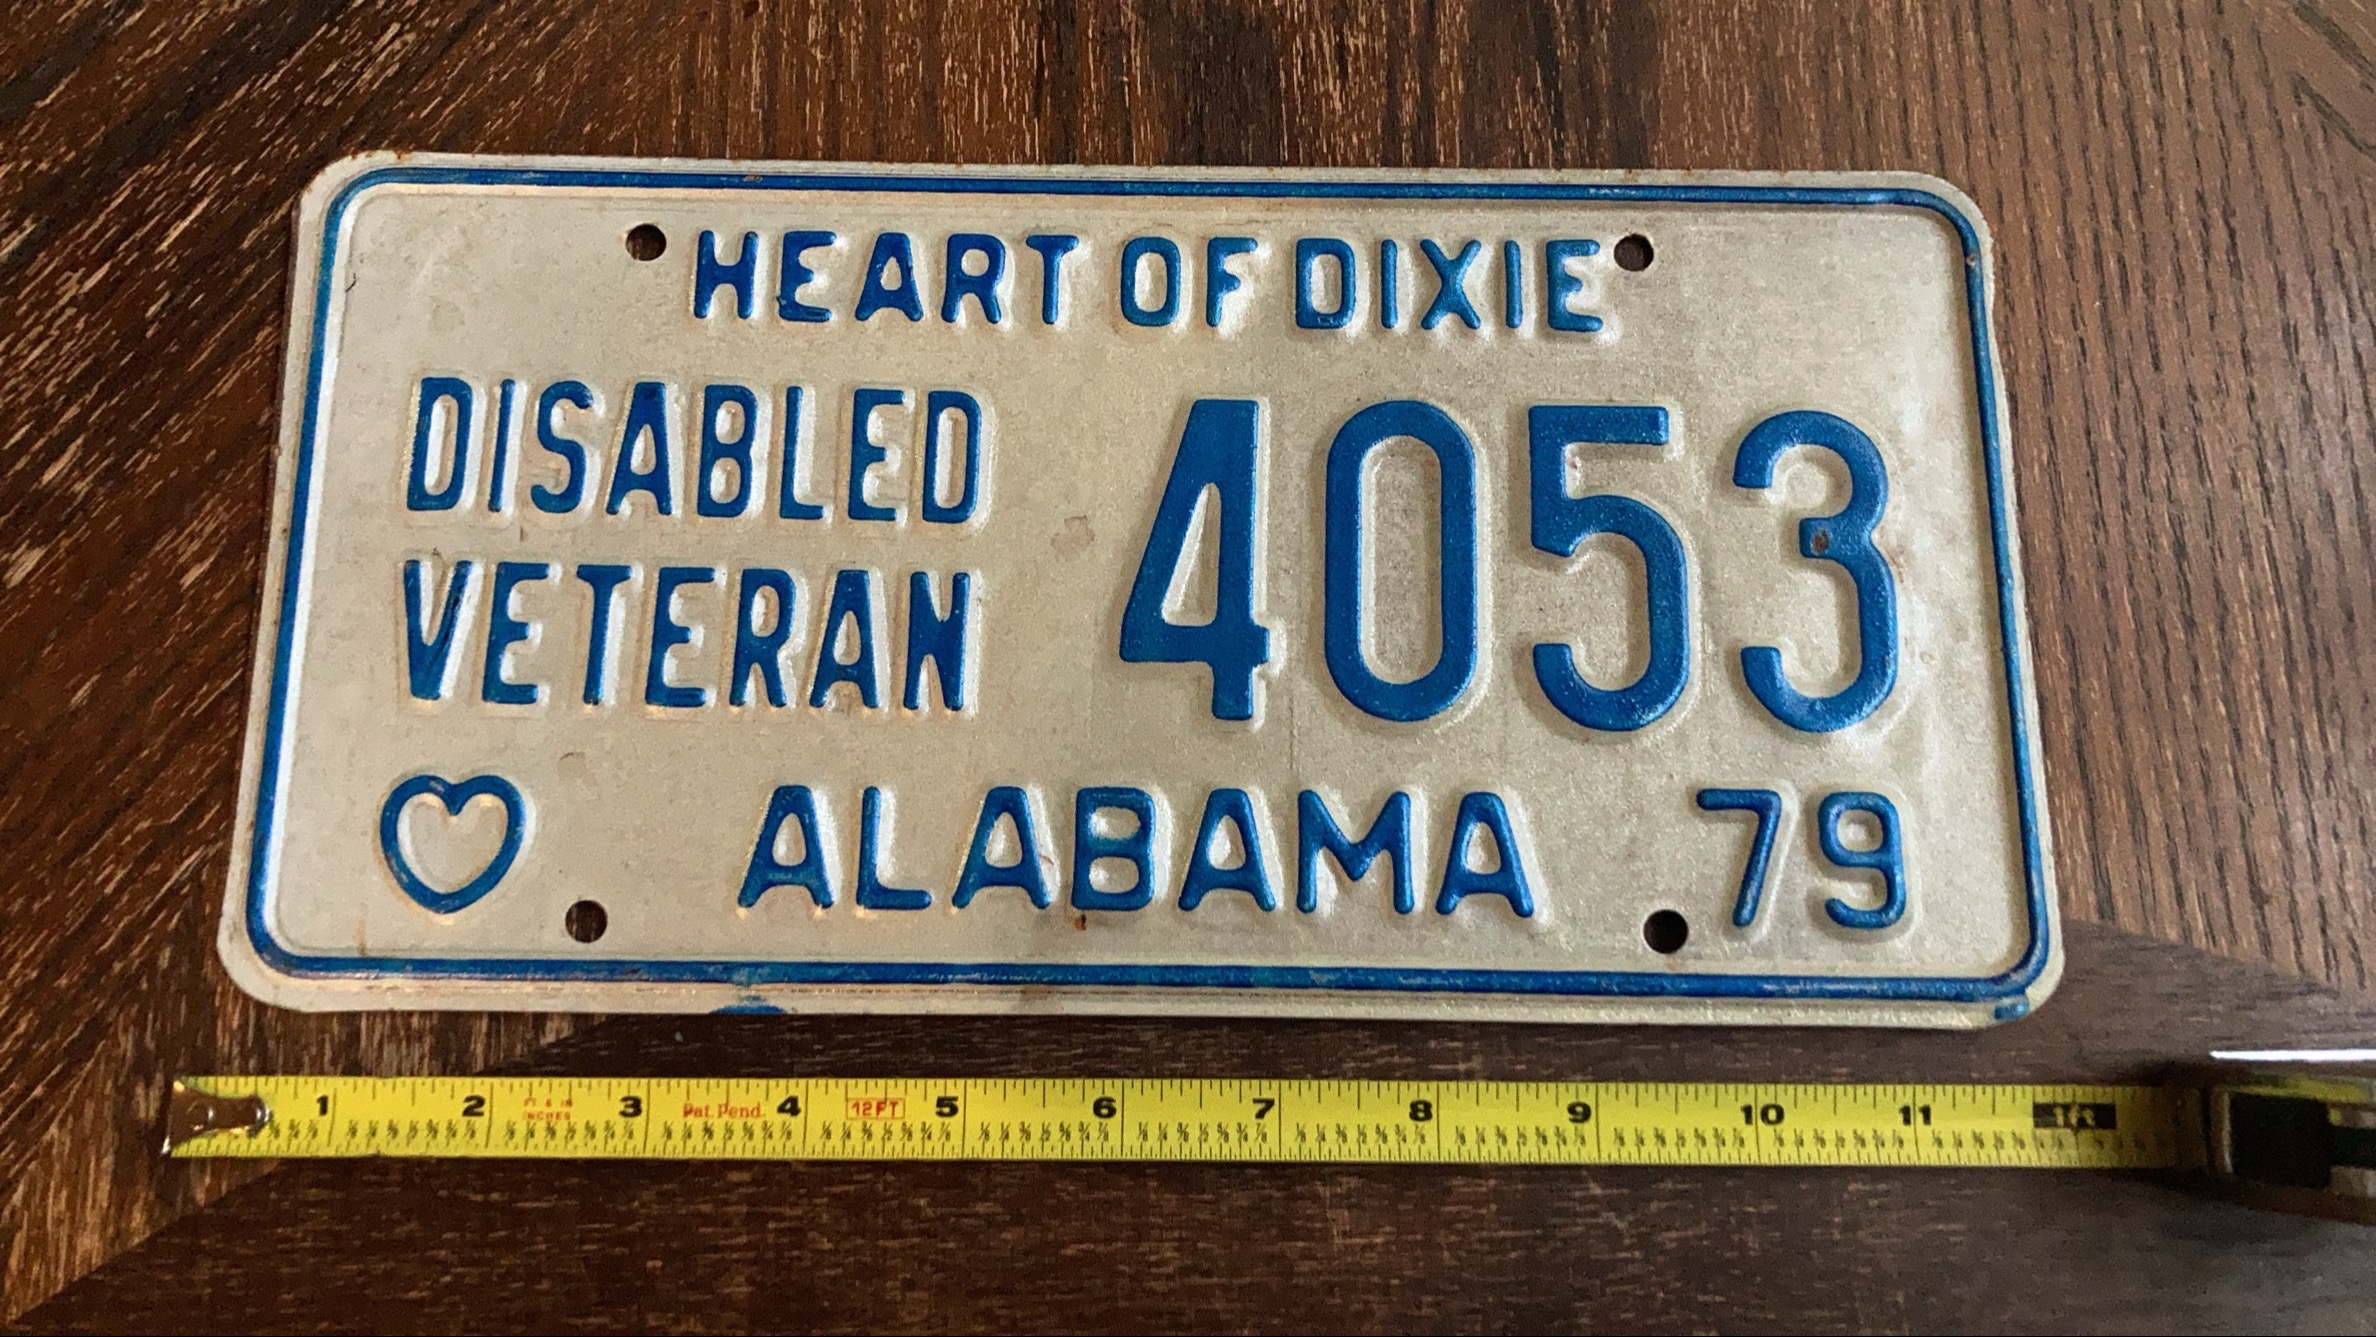 HEART OF DIXIE
DISABLED
VETERAN
4053
ALABAMA 79
1 2 3 Pat. Pend. 4 12FT 5 6 7 8 9 10 11 1ft